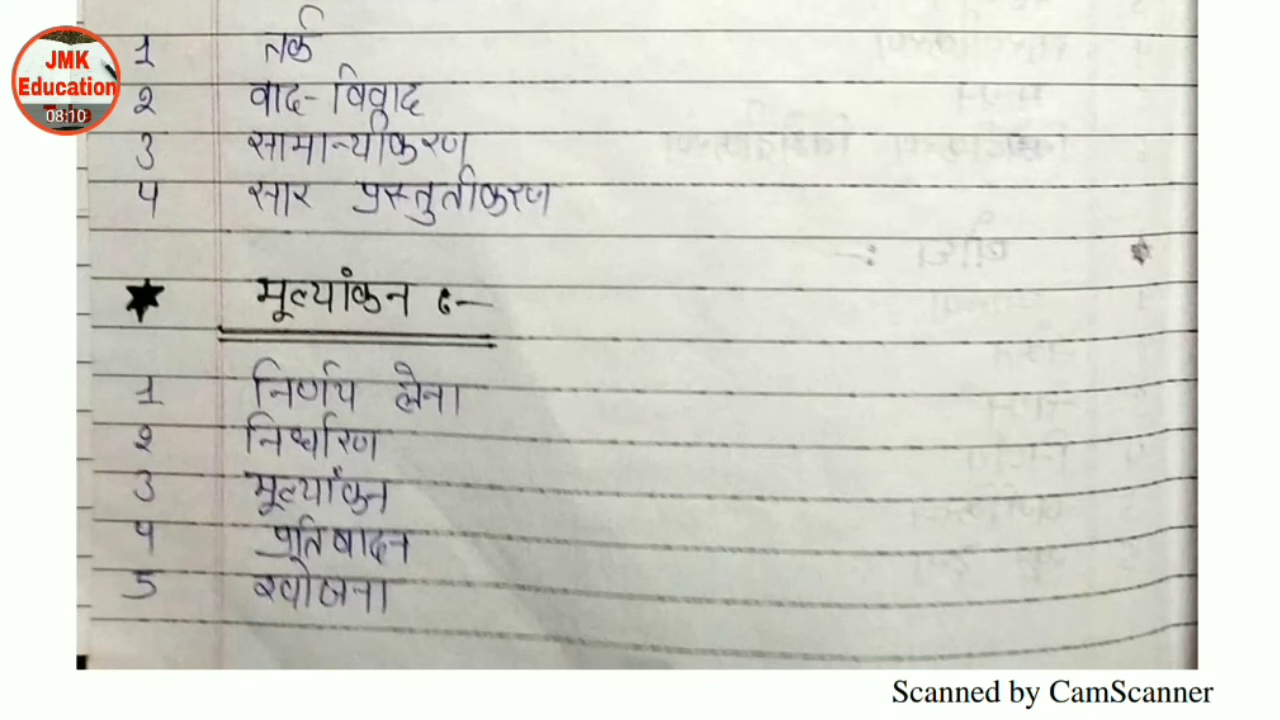 JMK
Education
08:10
1 तर्क
2 वाद-विवाद
3 सामान्यीकरण
4 सार प्रस्तुतीकरण
★ मूल्यांकन :-
1 निर्णय लेना
2 निर्धारण
3 मूल्यांकन
4 प्रतिपादन
5 खोजना
Scanned by CamScanner